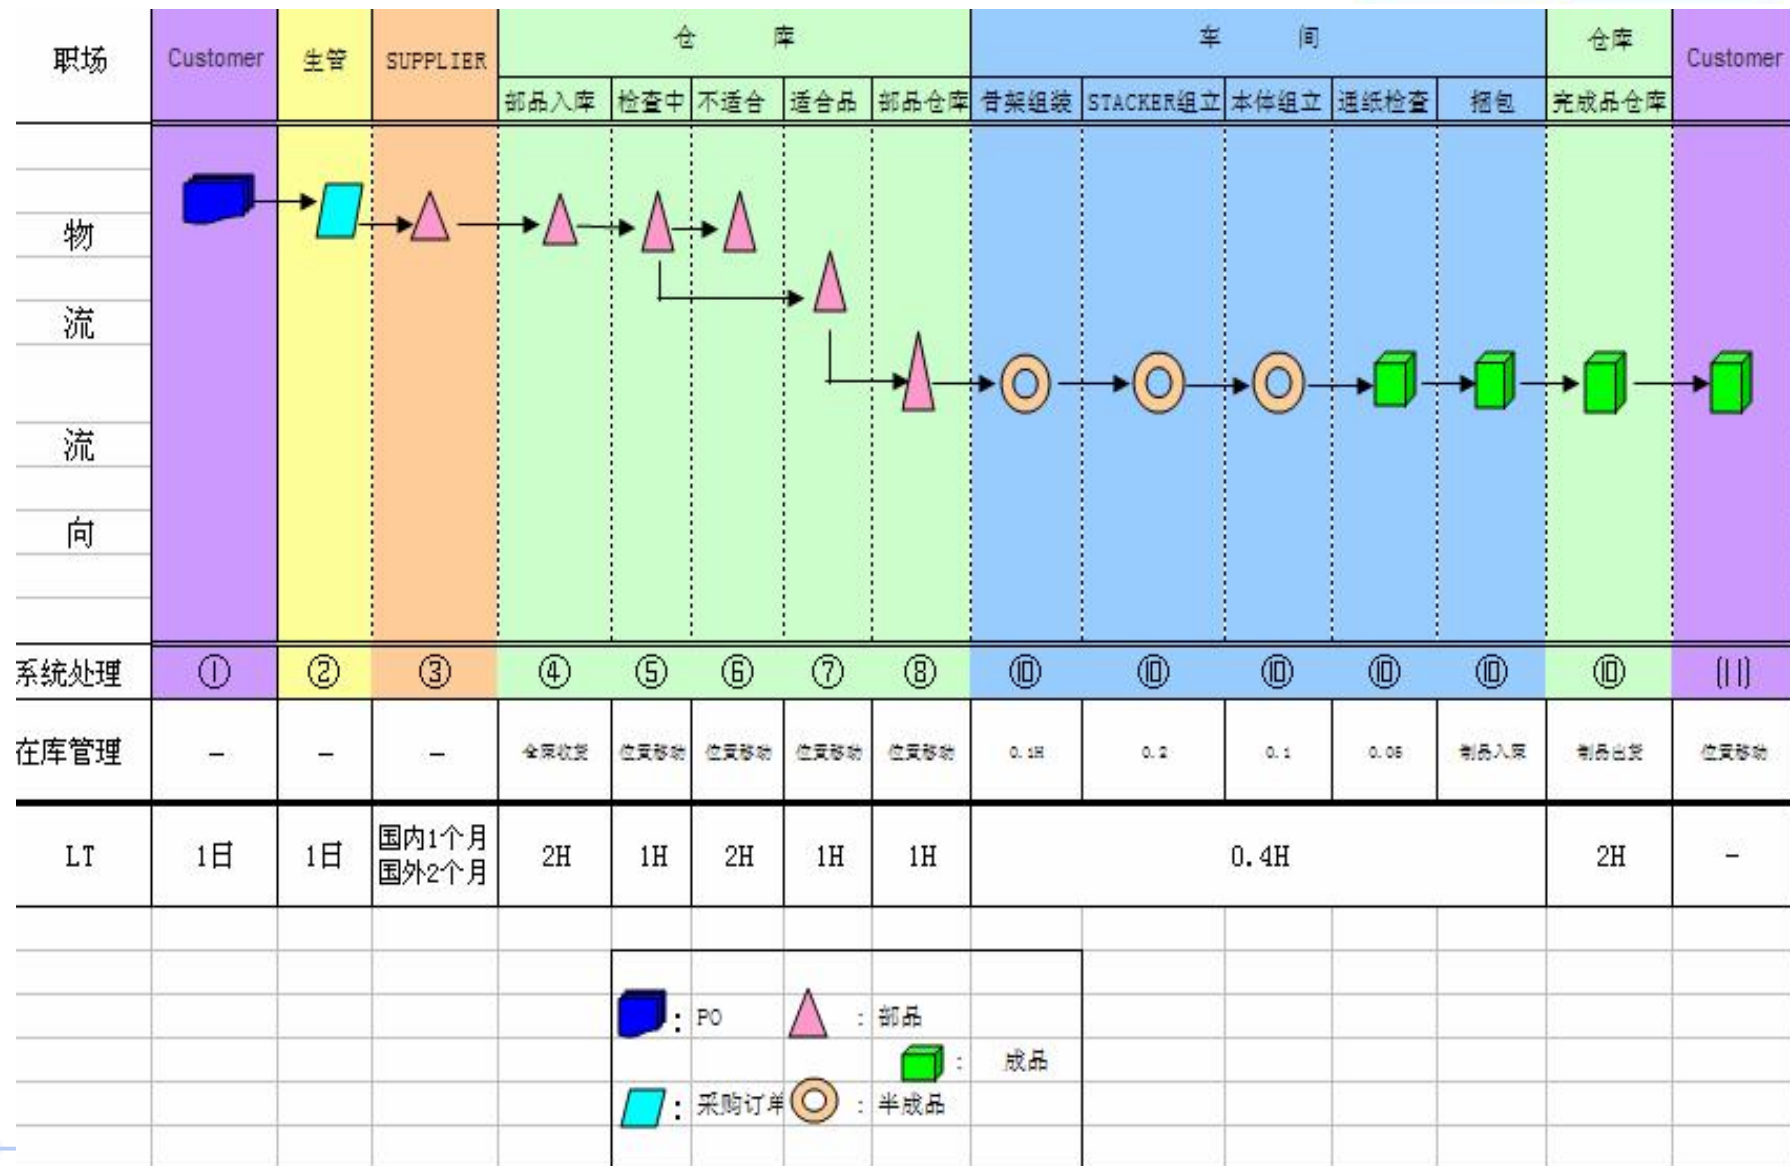 职场 Customer 生管 SUPPLIER 仓 库 车 间 仓库 Customer
部品入库 检查中 不适合 适合品 部品仓库 骨架组装 STACKER组立 本体组立 通纸检查 捆包 完成品仓库
物
流
流
向
系统处理 ① ② ③ ④ ⑤ ⑥ ⑦ ⑧ ⑩ ⑩ ⑩ ⑩ ⑩ ⑩ (11)
在库管理 - - - 仓库收货 位置移动 位置移动 位置移动 位置移动 0.1H 0.2 0.1 0.05 制品入库 制品出货 位置移动
LT 1日 1日 国内1个月 2H 1H 2H 1H 1H 0.4H 2H -
国外2个月
: PO : 部品
: 成品
: 采购订单 : 半成品